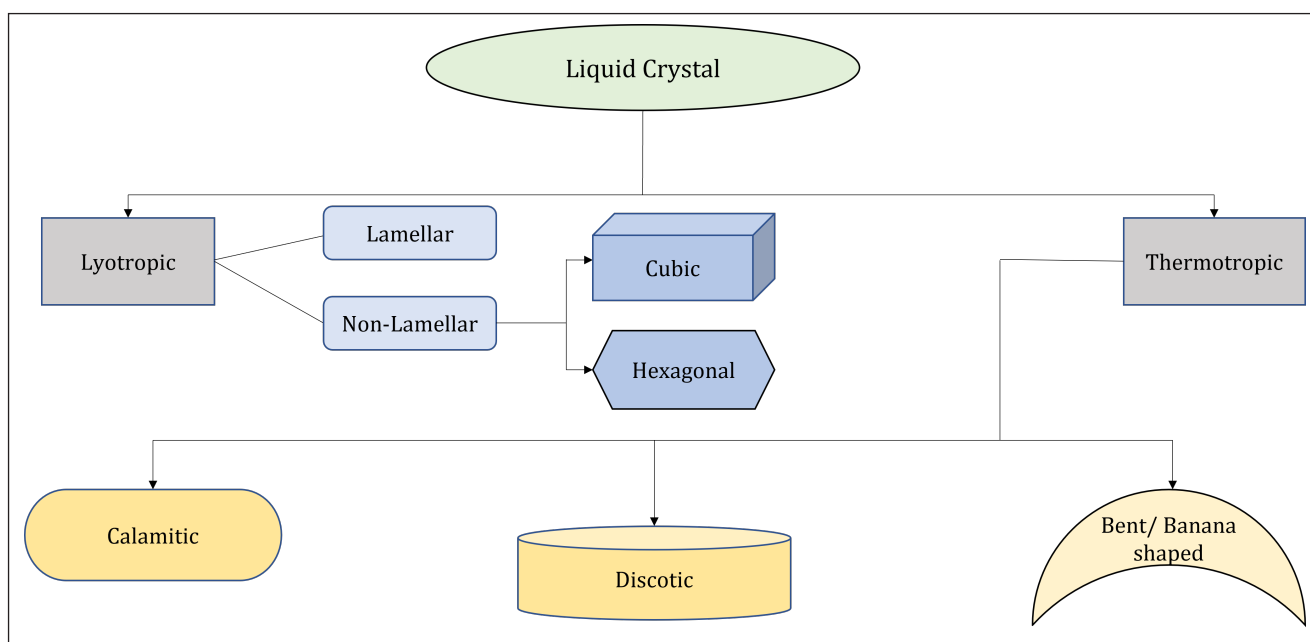 Liquid Crystal
Lyotropic
Lamellar
Non-Lamellar
Cubic
Hexagonal
Thermotropic
Calamitic
Discotic
Bent/ Banana
shaped